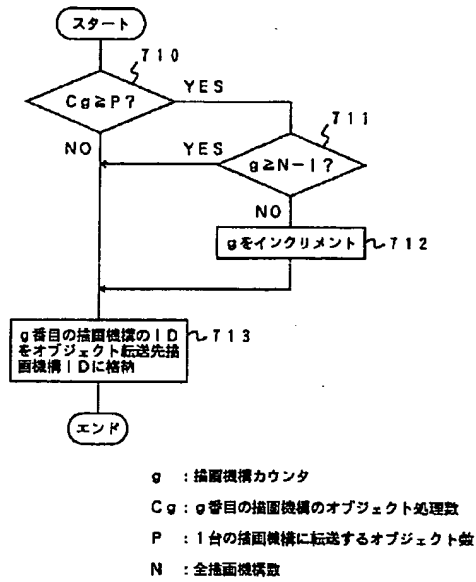 スタート
710
Cg≧P?
YES
NO
711
g≧N-1?
YES
NO
gをインクリメント
712
g番目の描画機構のID
をオブジェクト転送先描
画機構IDに格納
713
エンド
g :描画機構カウンタ
Cg:g番目の描画機構のオブジェクト処理数
P :1台の描画機構に転送するオブジェクト数
N :全描画機構数